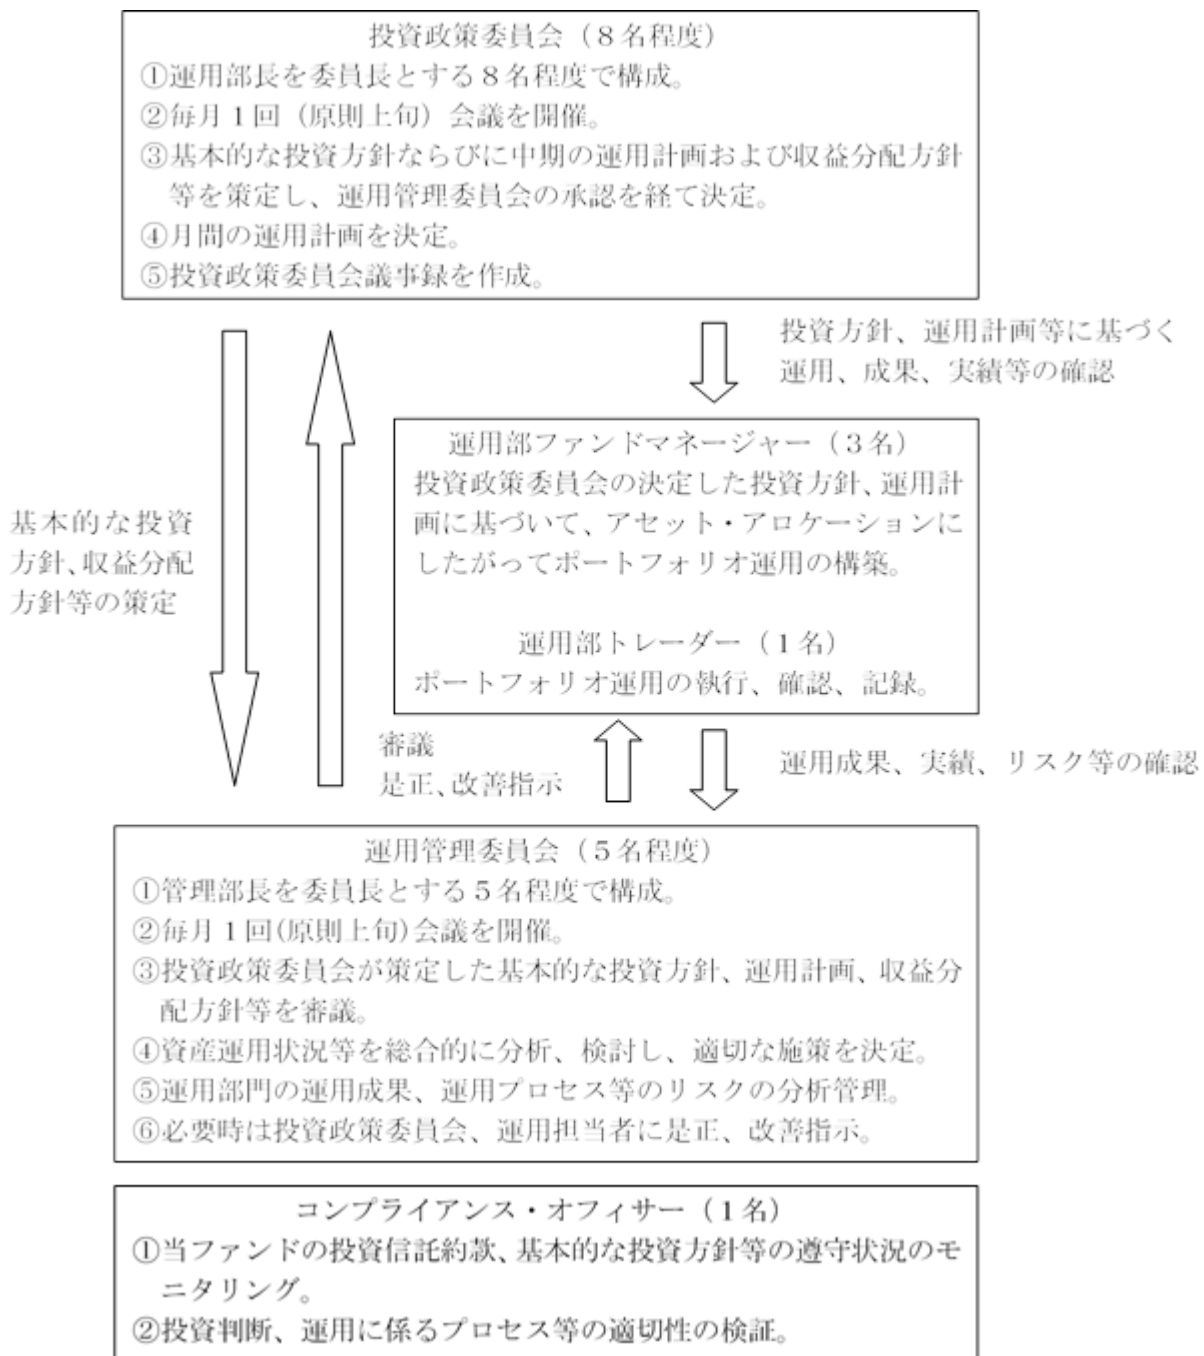 投資政策委員会（８名程度）
①運用部長を委員長とする８名程度で構成。
②毎月１回（原則上旬）会議を開催。
③基本的な投資方針ならびに中期の運用計画および収益分配方針
等を策定し、運用管理委員会の承認を経て決定。
④月間の運用計画を決定。
⑤投資政策委員会議事録を作成。
投資方針、運用計画等に基づく
運用、成果、実績等の確認
運用部ファンドマネージャー（３名）
投資政策委員会の決定した投資方針、運用計
画に基づいて、アセット・アロケーションに
したがってポートフォリオ運用の構築。
運用部トレーダー（１名）
ポートフォリオ運用の執行、確認、記録。
基本的な投資
方針、収益分配
方針等の策定
審議
是正、改善指示
運用成果、実績、リスク等の確認
運用管理委員会（５名程度）
①管理部長を委員長とする５名程度で構成。
②毎月１回(原則上旬)会議を開催。
③投資政策委員会が策定した基本的な投資方針、運用計画、収益分
配方針等を審議。
④資産運用状況等を総合的に分析、検討し、適切な施策を決定。
⑤運用部門の運用成果、運用プロセス等のリスクの分析管理。
⑥必要時は投資政策委員会、運用担当者に是正、改善指示。
コンプライアンス・オフィサー（１名）
①当ファンドの投資信託約款、基本的な投資方針等の遵守状況のモ
ニタリング。
②投資判断、運用に係るプロセス等の適切性の検証。